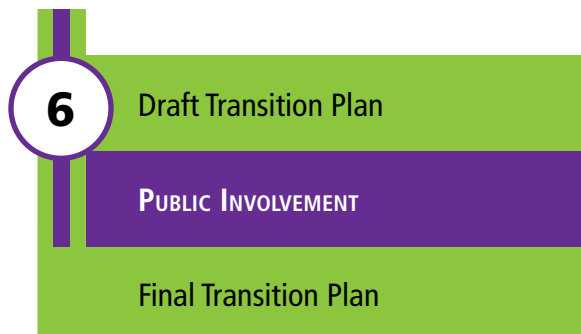 6
Draft Transition Plan
PUBLIC INVOLVEMENT
Final Transition Plan